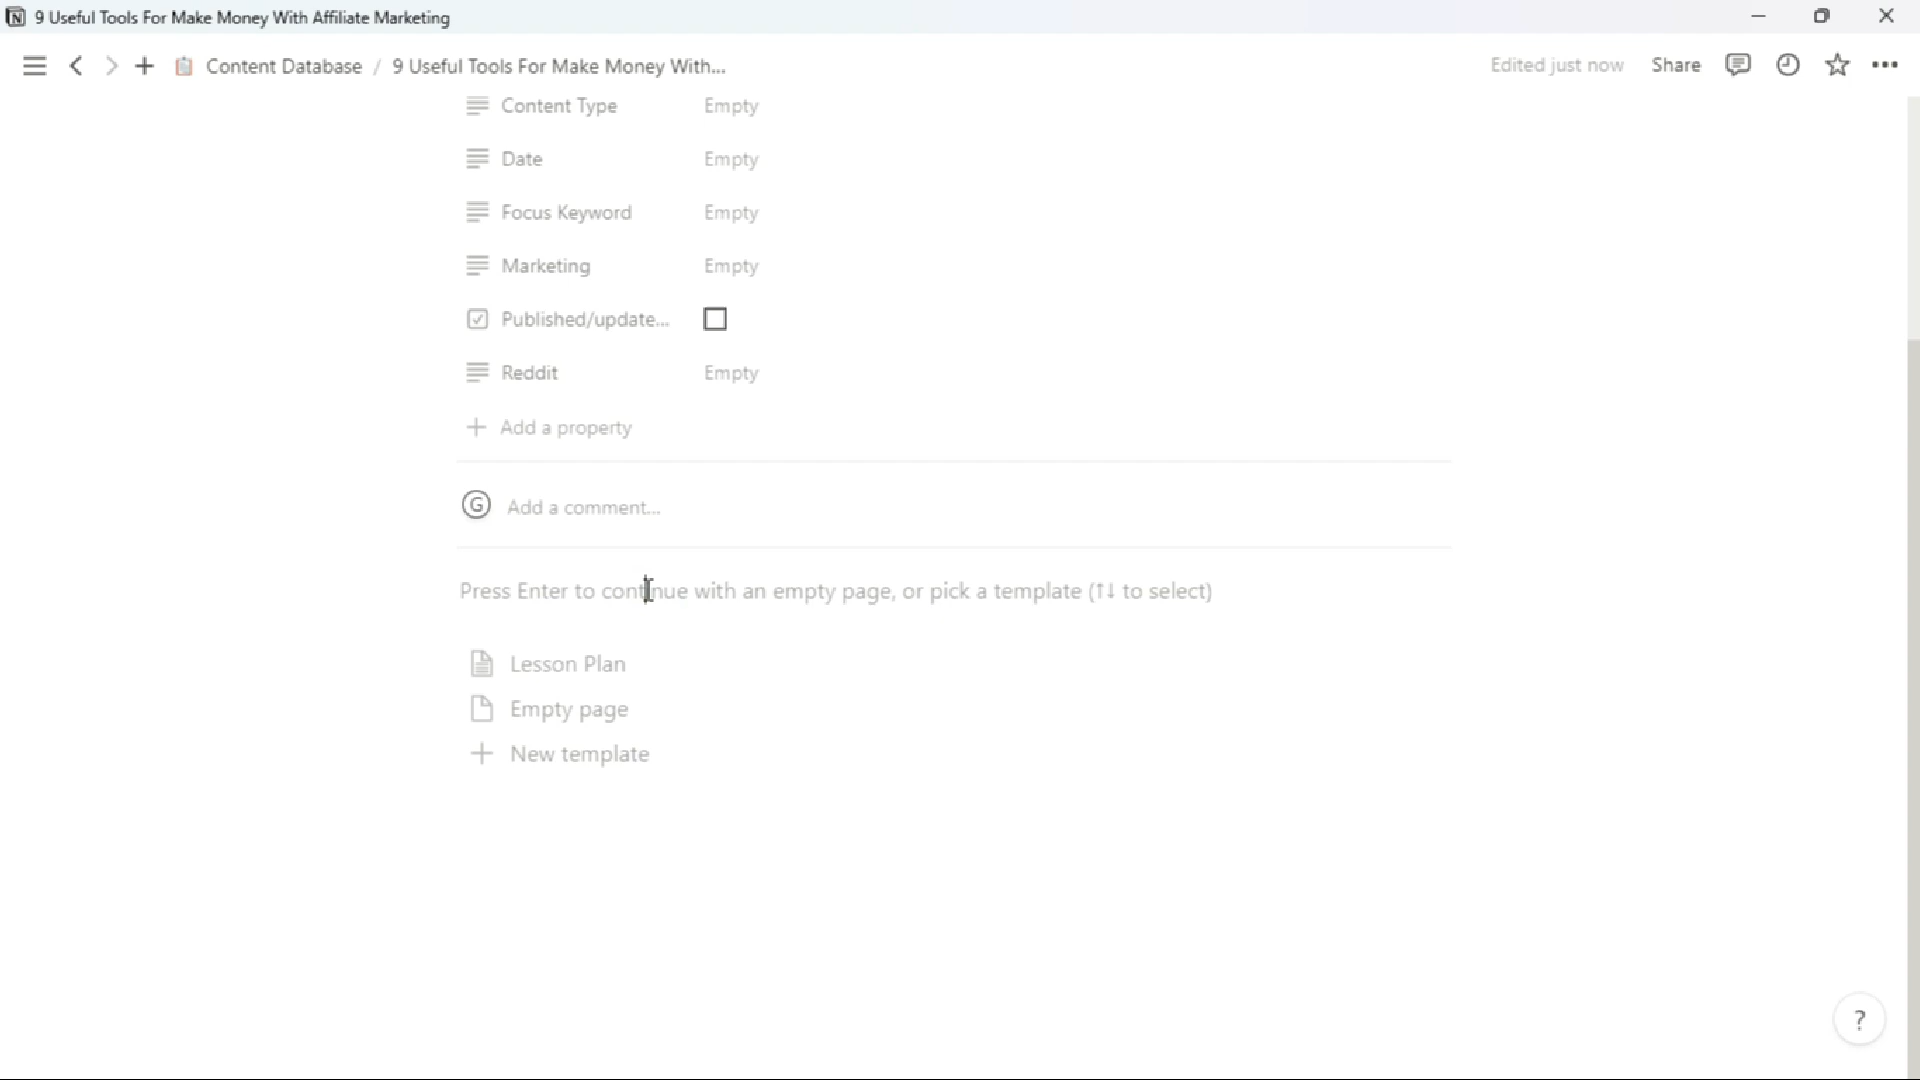 9 Useful Tools For Make Money With Affiliate Marketing
Content Database / 9 Useful Tools For Make Money With...
Edited just now
Share
Content Type Empty
Date Empty
Focus Keyword Empty
Marketing Empty
Published/update...
Reddit Empty
+ Add a property
G Add a comment...
Press Enter to continue with an empty page, or pick a template (↑↓ to select)
Lesson Plan
Empty page
+ New template
?